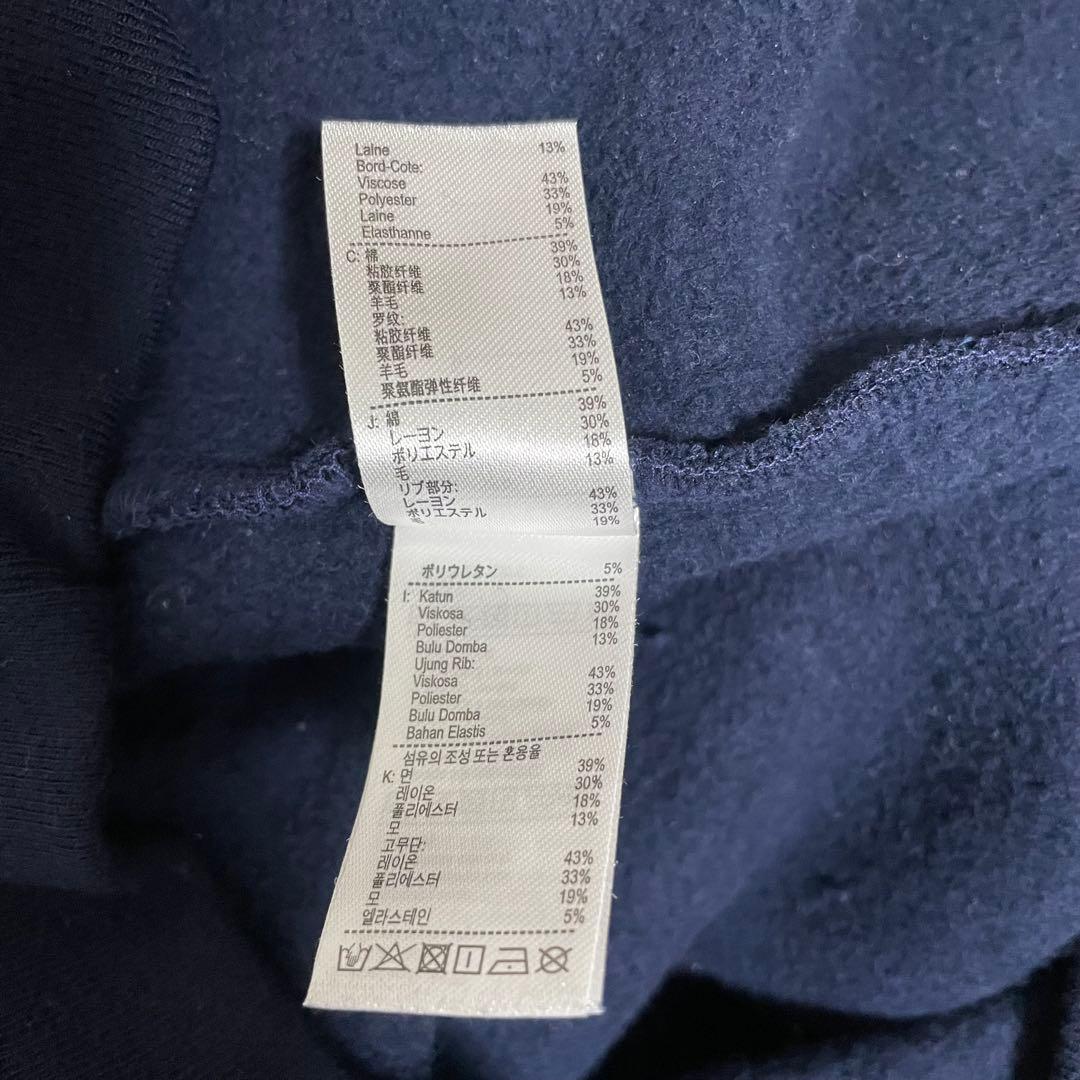 Laine 13%
Bord-Cote:
Viscose 43%
Polyester 33%
Laine 19%
Elasthanne 5%
C: 棉 39%
粘胶纤维 30%
聚酯纤维 18%
羊毛 13%
罗纹:
粘胶纤维 43%
聚酯纤维 33%
羊毛 19%
聚氨酯弹性纤维 5%
J: 綿 39%
レーヨン 30%
ポリエステル 18%
毛 13%
リブ部分:
レーヨン 43%
ポリエステル 33%
毛 19%
ポリウレタン 5%
I: Katun 39%
Viskosa 30%
Poliester 18%
Bulu Domba 13%
Ujung Rib:
Viskosa 43%
Poliester 33%
Bulu Domba 19%
Bahan Elastis 5%
섬유의 조성 또는 혼용율
K: 면 39%
레이온 30%
폴리에스터 18%
모 13%
고무단:
레이온 43%
폴리에스터 33%
모 19%
엘라스테인 5%